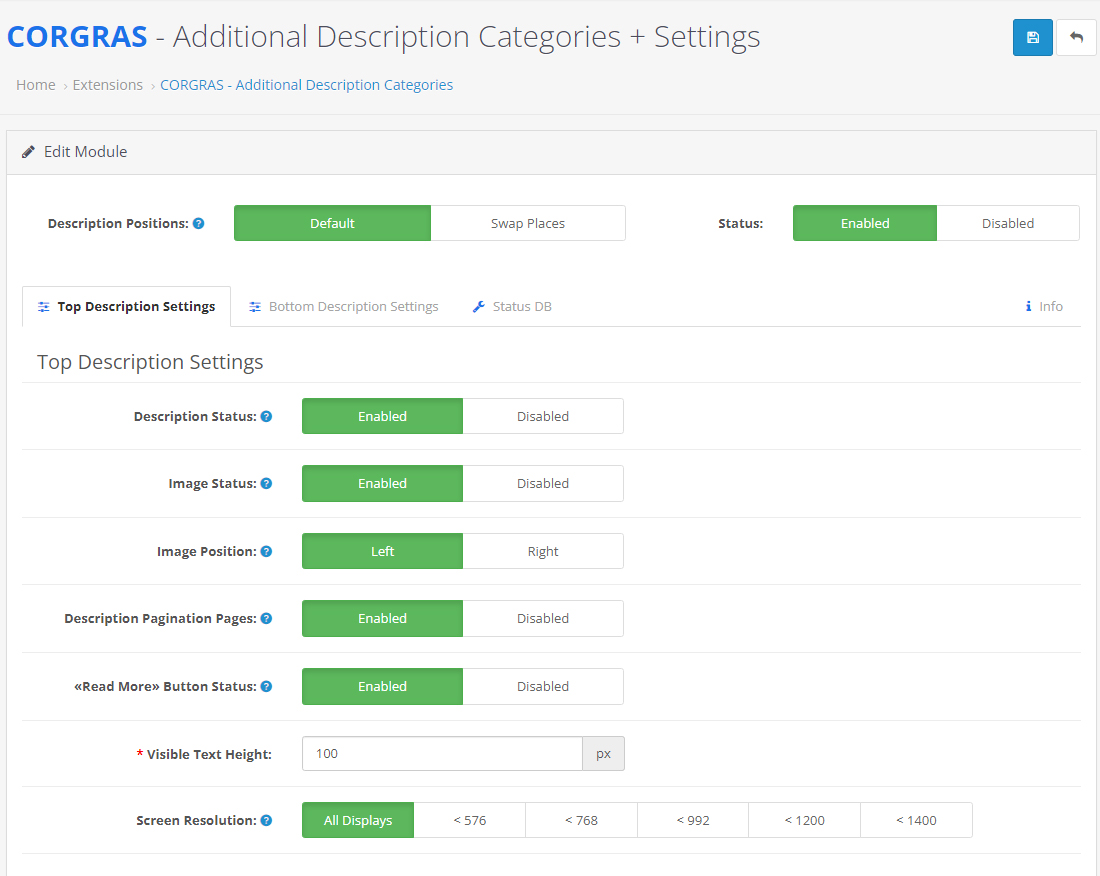 CORGRAS - Additional Description Categories + Settings
Home › Extensions › CORGRAS - Additional Description Categories
Edit Module
Description Positions: ? Default Swap Places Status: Enabled Disabled
Top Description Settings Bottom Description Settings Status DB i Info
Top Description Settings
Description Status: ? Enabled Disabled
Image Status: ? Enabled Disabled
Image Position: ? Left Right
Description Pagination Pages: ? Enabled Disabled
«Read More» Button Status: ? Enabled Disabled
* Visible Text Height: 100 px
Screen Resolution: ? All Displays < 576 < 768 < 992 < 1200 < 1400